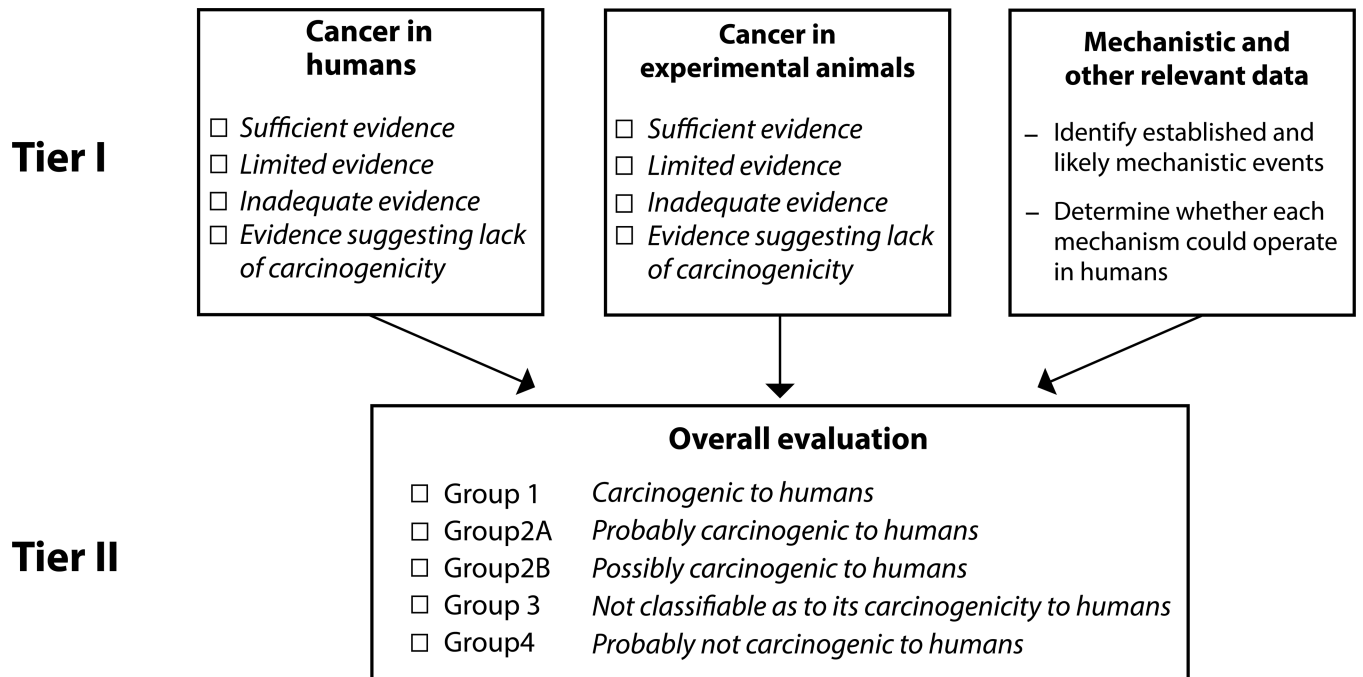 Tier I
Cancer in
humans
☐ Sufficient evidence
☐ Limited evidence
☐ Inadequate evidence
☐ Evidence suggesting lack
of carcinogenicity
Cancer in
experimental animals
☐ Sufficient evidence
☐ Limited evidence
☐ Inadequate evidence
☐ Evidence suggesting lack
of carcinogenicity
Mechanistic and
other relevant data
– Identify established and
likely mechanistic events
– Determine whether each
mechanism could operate
in humans
Tier II
Overall evaluation
☐ Group 1 Carcinogenic to humans
☐ Group2A Probably carcinogenic to humans
☐ Group2B Possibly carcinogenic to humans
☐ Group 3 Not classifiable as to its carcinogenicity to humans
☐ Group4 Probably not carcinogenic to humans